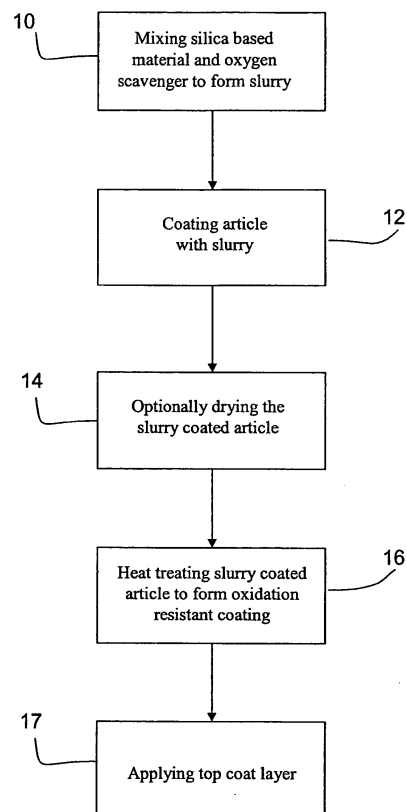 10
Mixing silica based
material and oxygen
scavenger to form slurry
Coating article
with slurry
12
14
Optionally drying the
slurry coated article
Heat treating slurry coated
article to form oxidation
resistant coating
16
17
Applying top coat layer